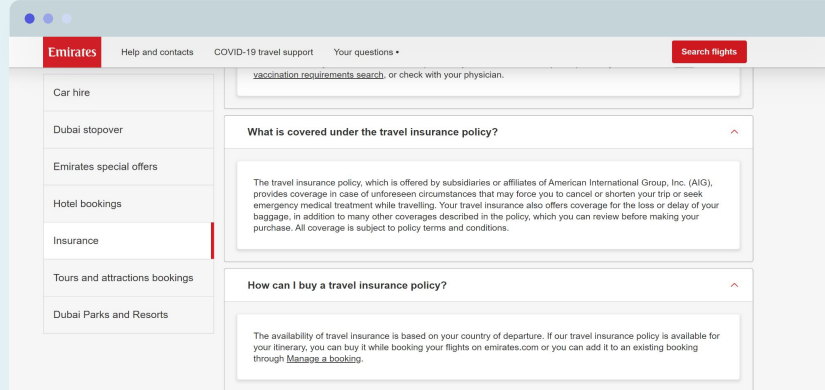 Emirates
Help and contacts
COVID-19 travel support
Your questions •
Search flights
vaccination requirements search, or check with your physician.
Car hire
Dubai stopover
Emirates special offers
Hotel bookings
Insurance
Tours and attractions bookings
Dubai Parks and Resorts
What is covered under the travel insurance policy?
The travel insurance policy, which is offered by subsidiaries or affiliates of American International Group, Inc. (AIG),
provides coverage in case of unforeseen circumstances that may force you to cancel or shorten your trip or seek
emergency medical treatment while travelling. Your travel insurance also offers coverage for the loss or delay of your
baggage, in addition to many other coverages described in the policy, which you can review before making your
purchase. All coverage is subject to policy terms and conditions.
How can I buy a travel insurance policy?
The availability of travel insurance is based on your country of departure. If our travel insurance policy is available for
your itinerary, you can buy it while booking your flights on emirates.com or you can add it to an existing booking
through Manage a booking.